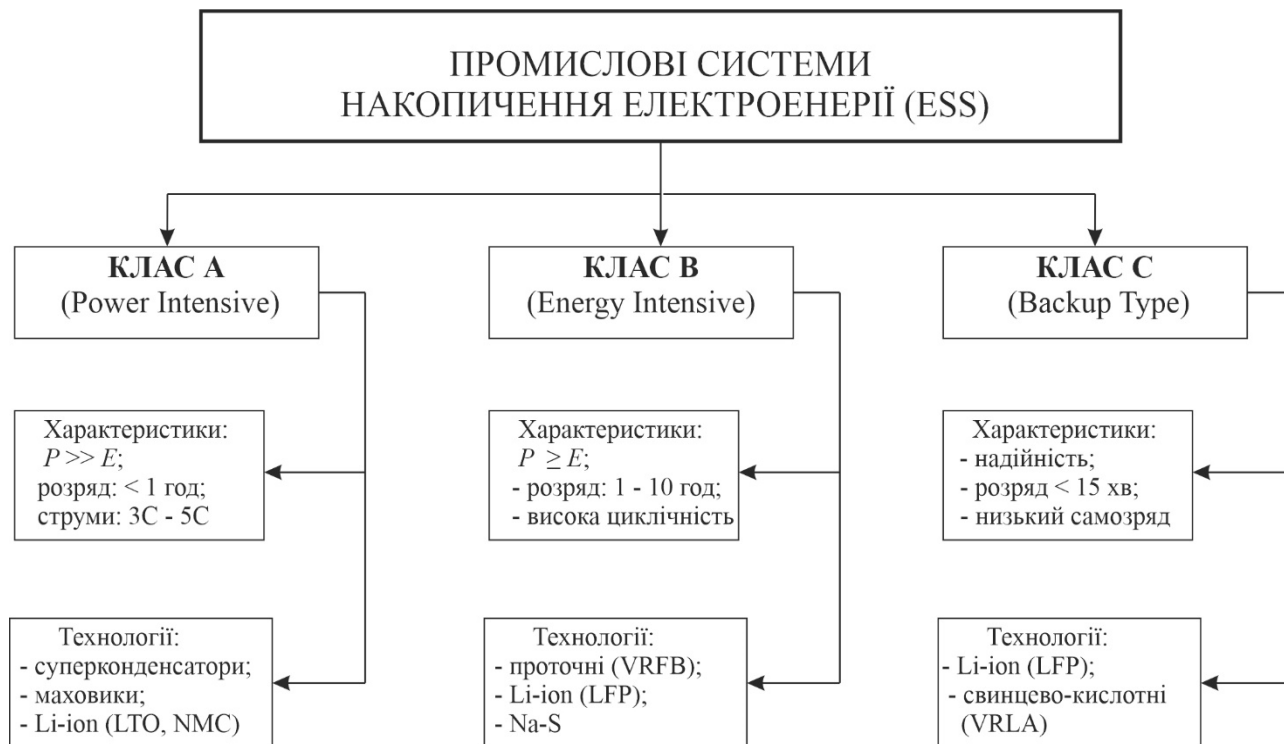 ПРОМИСЛОВІ СИСТЕМИ
НАКОПИЧЕННЯ ЕЛЕКТРОЕНЕРІЇ (ESS)
КЛАС А
(Power Intensive)
КЛАС В
(Energy Intensive)
КЛАС С
(Backup Type)
Характеристики:
P >> E;
розряд: < 1 год;
струми: 3С - 5С
Характеристики:
P ≥ E;
- розряд: 1 - 10 год;
- висока циклічність
Характеристики:
- надійність;
- розряд < 15 хв;
- низький самозряд
Технології:
- суперконденсатори;
- маховики;
- Li-ion (LTO, NMC)
Технології:
- проточні (VRFB);
- Li-ion (LFP);
- Na-S
Технології:
- Li-ion (LFP);
- свинцево-кислотні
(VRLA)